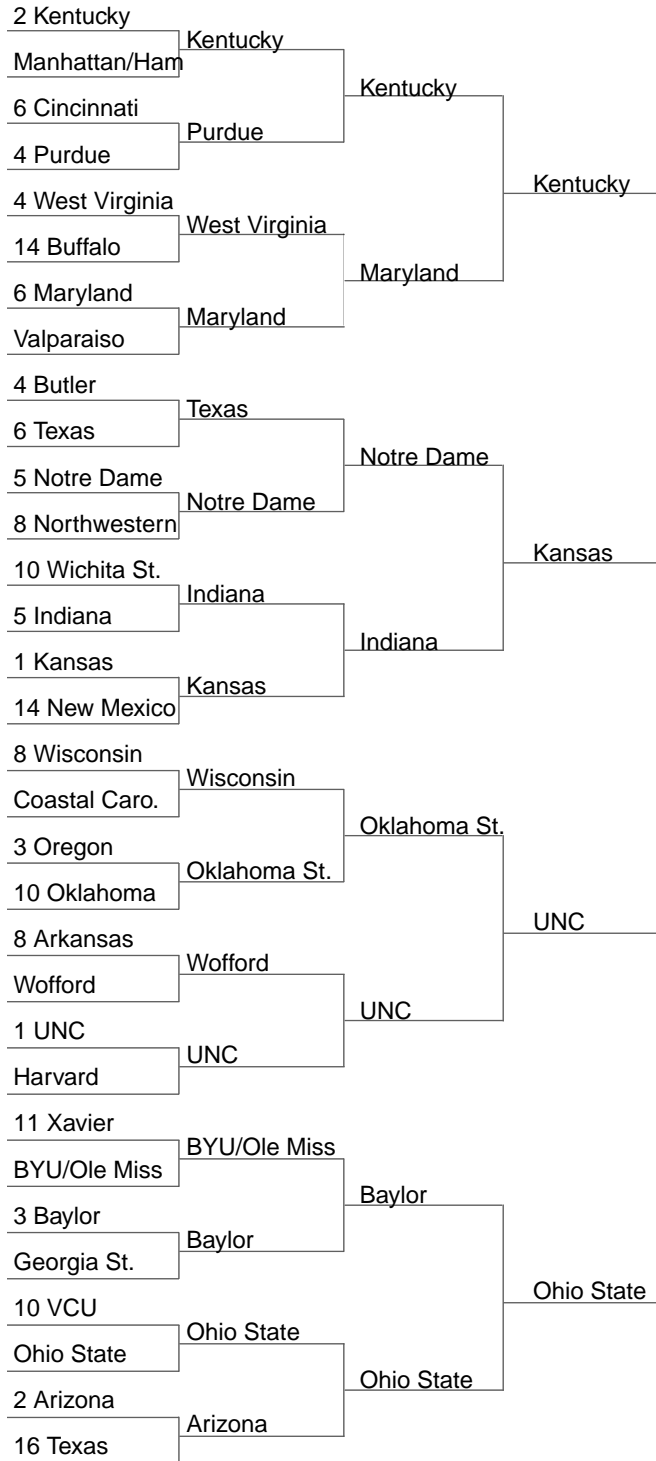 2 Kentucky
Manhattan/Ham
6 Cincinnati
4 Purdue
4 West Virginia
14 Buffalo
6 Maryland
Valparaiso
4 Butler
6 Texas
5 Notre Dame
8 Northwestern
10 Wichita St.
5 Indiana
1 Kansas
14 New Mexico
8 Wisconsin
Coastal Caro.
3 Oregon
10 Oklahoma
8 Arkansas
Wofford
1 UNC
Harvard
11 Xavier
BYU/Ole Miss
3 Baylor
Georgia St.
10 VCU
Ohio State
2 Arizona
16 Texas
Kentucky
Purdue
West Virginia
Maryland
Texas
Notre Dame
Indiana
Kansas
Wisconsin
Oklahoma St.
Wofford
UNC
BYU/Ole Miss
Baylor
Ohio State
Arizona
Kentucky
Maryland
Notre Dame
Indiana
Oklahoma St.
UNC
Baylor
Ohio State
Kentucky
Kansas
UNC
Ohio State